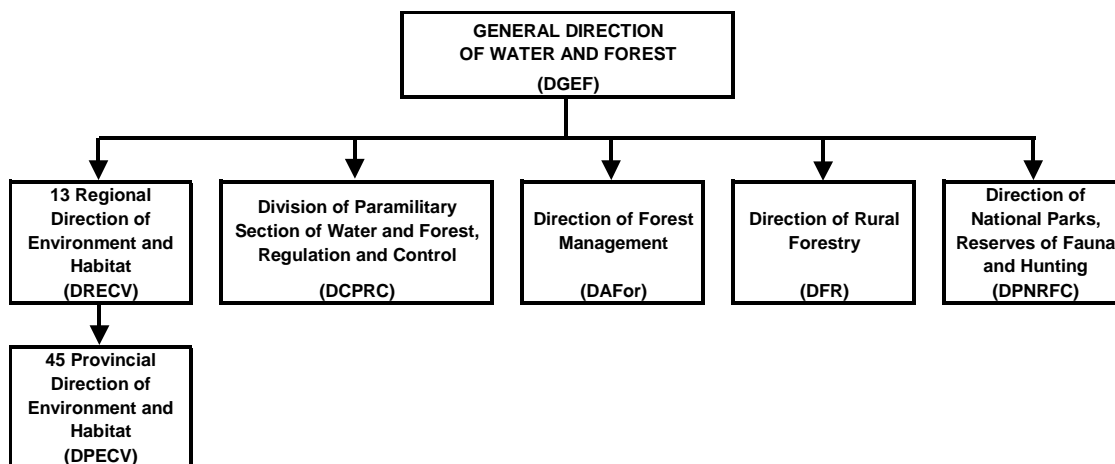 GENERAL DIRECTION
OF WATER AND FOREST
(DGEF)
13 Regional
Direction of
Environment and
Habitat
(DRECV)
Division of Paramilitary
Section of Water and Forest,
Regulation and Control
(DCPRC)
Direction of Forest
Management
(DAFor)
Direction of Rural
Forestry
(DFR)
Direction of
National Parks,
Reserves of Fauna
and Hunting
(DPNRFC)
45 Provincial
Direction of
Environment and
Habitat
(DPECV)